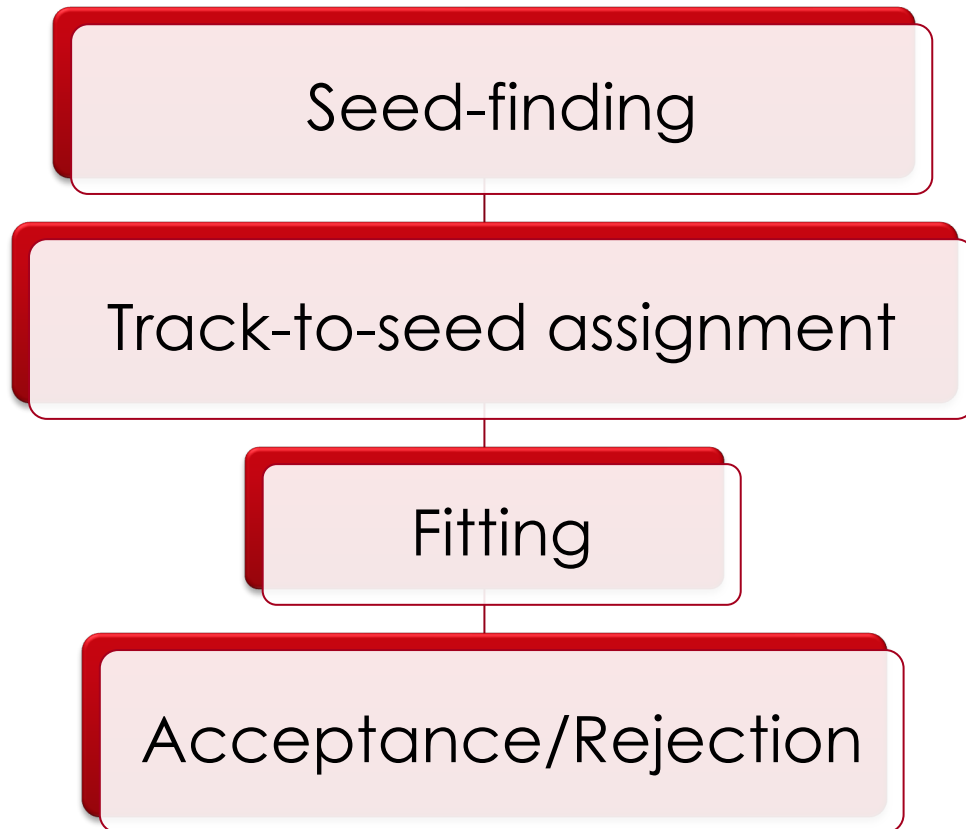 Seed-finding
Track-to-seed assignment
Fitting
Acceptance/Rejection